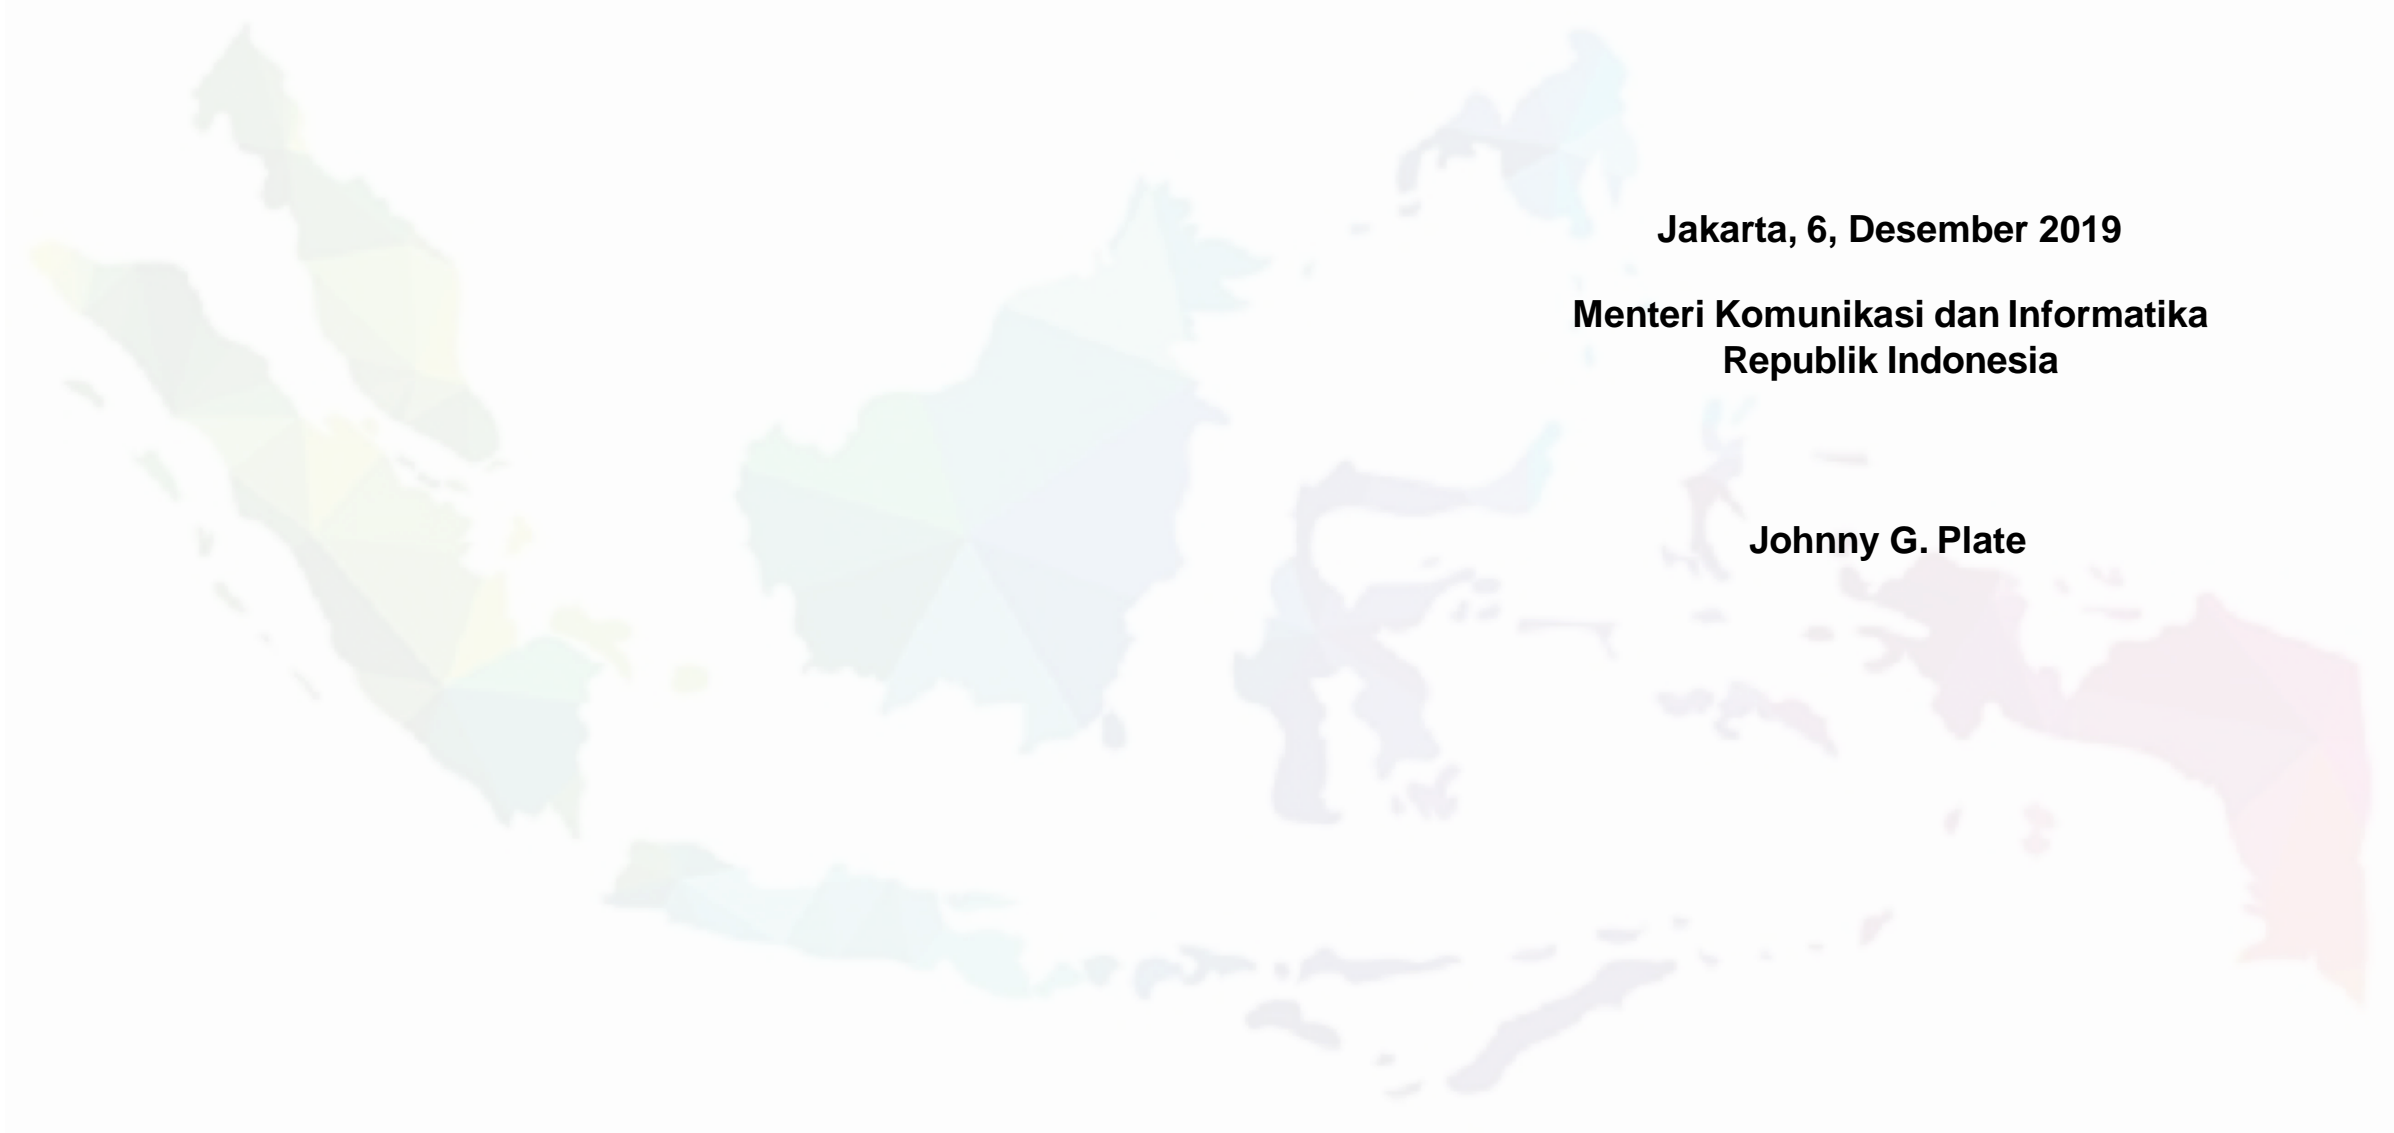 Jakarta, 6, Desember 2019
Menteri Komunikasi dan Informatika
Republik Indonesia
Johnny G. Plate